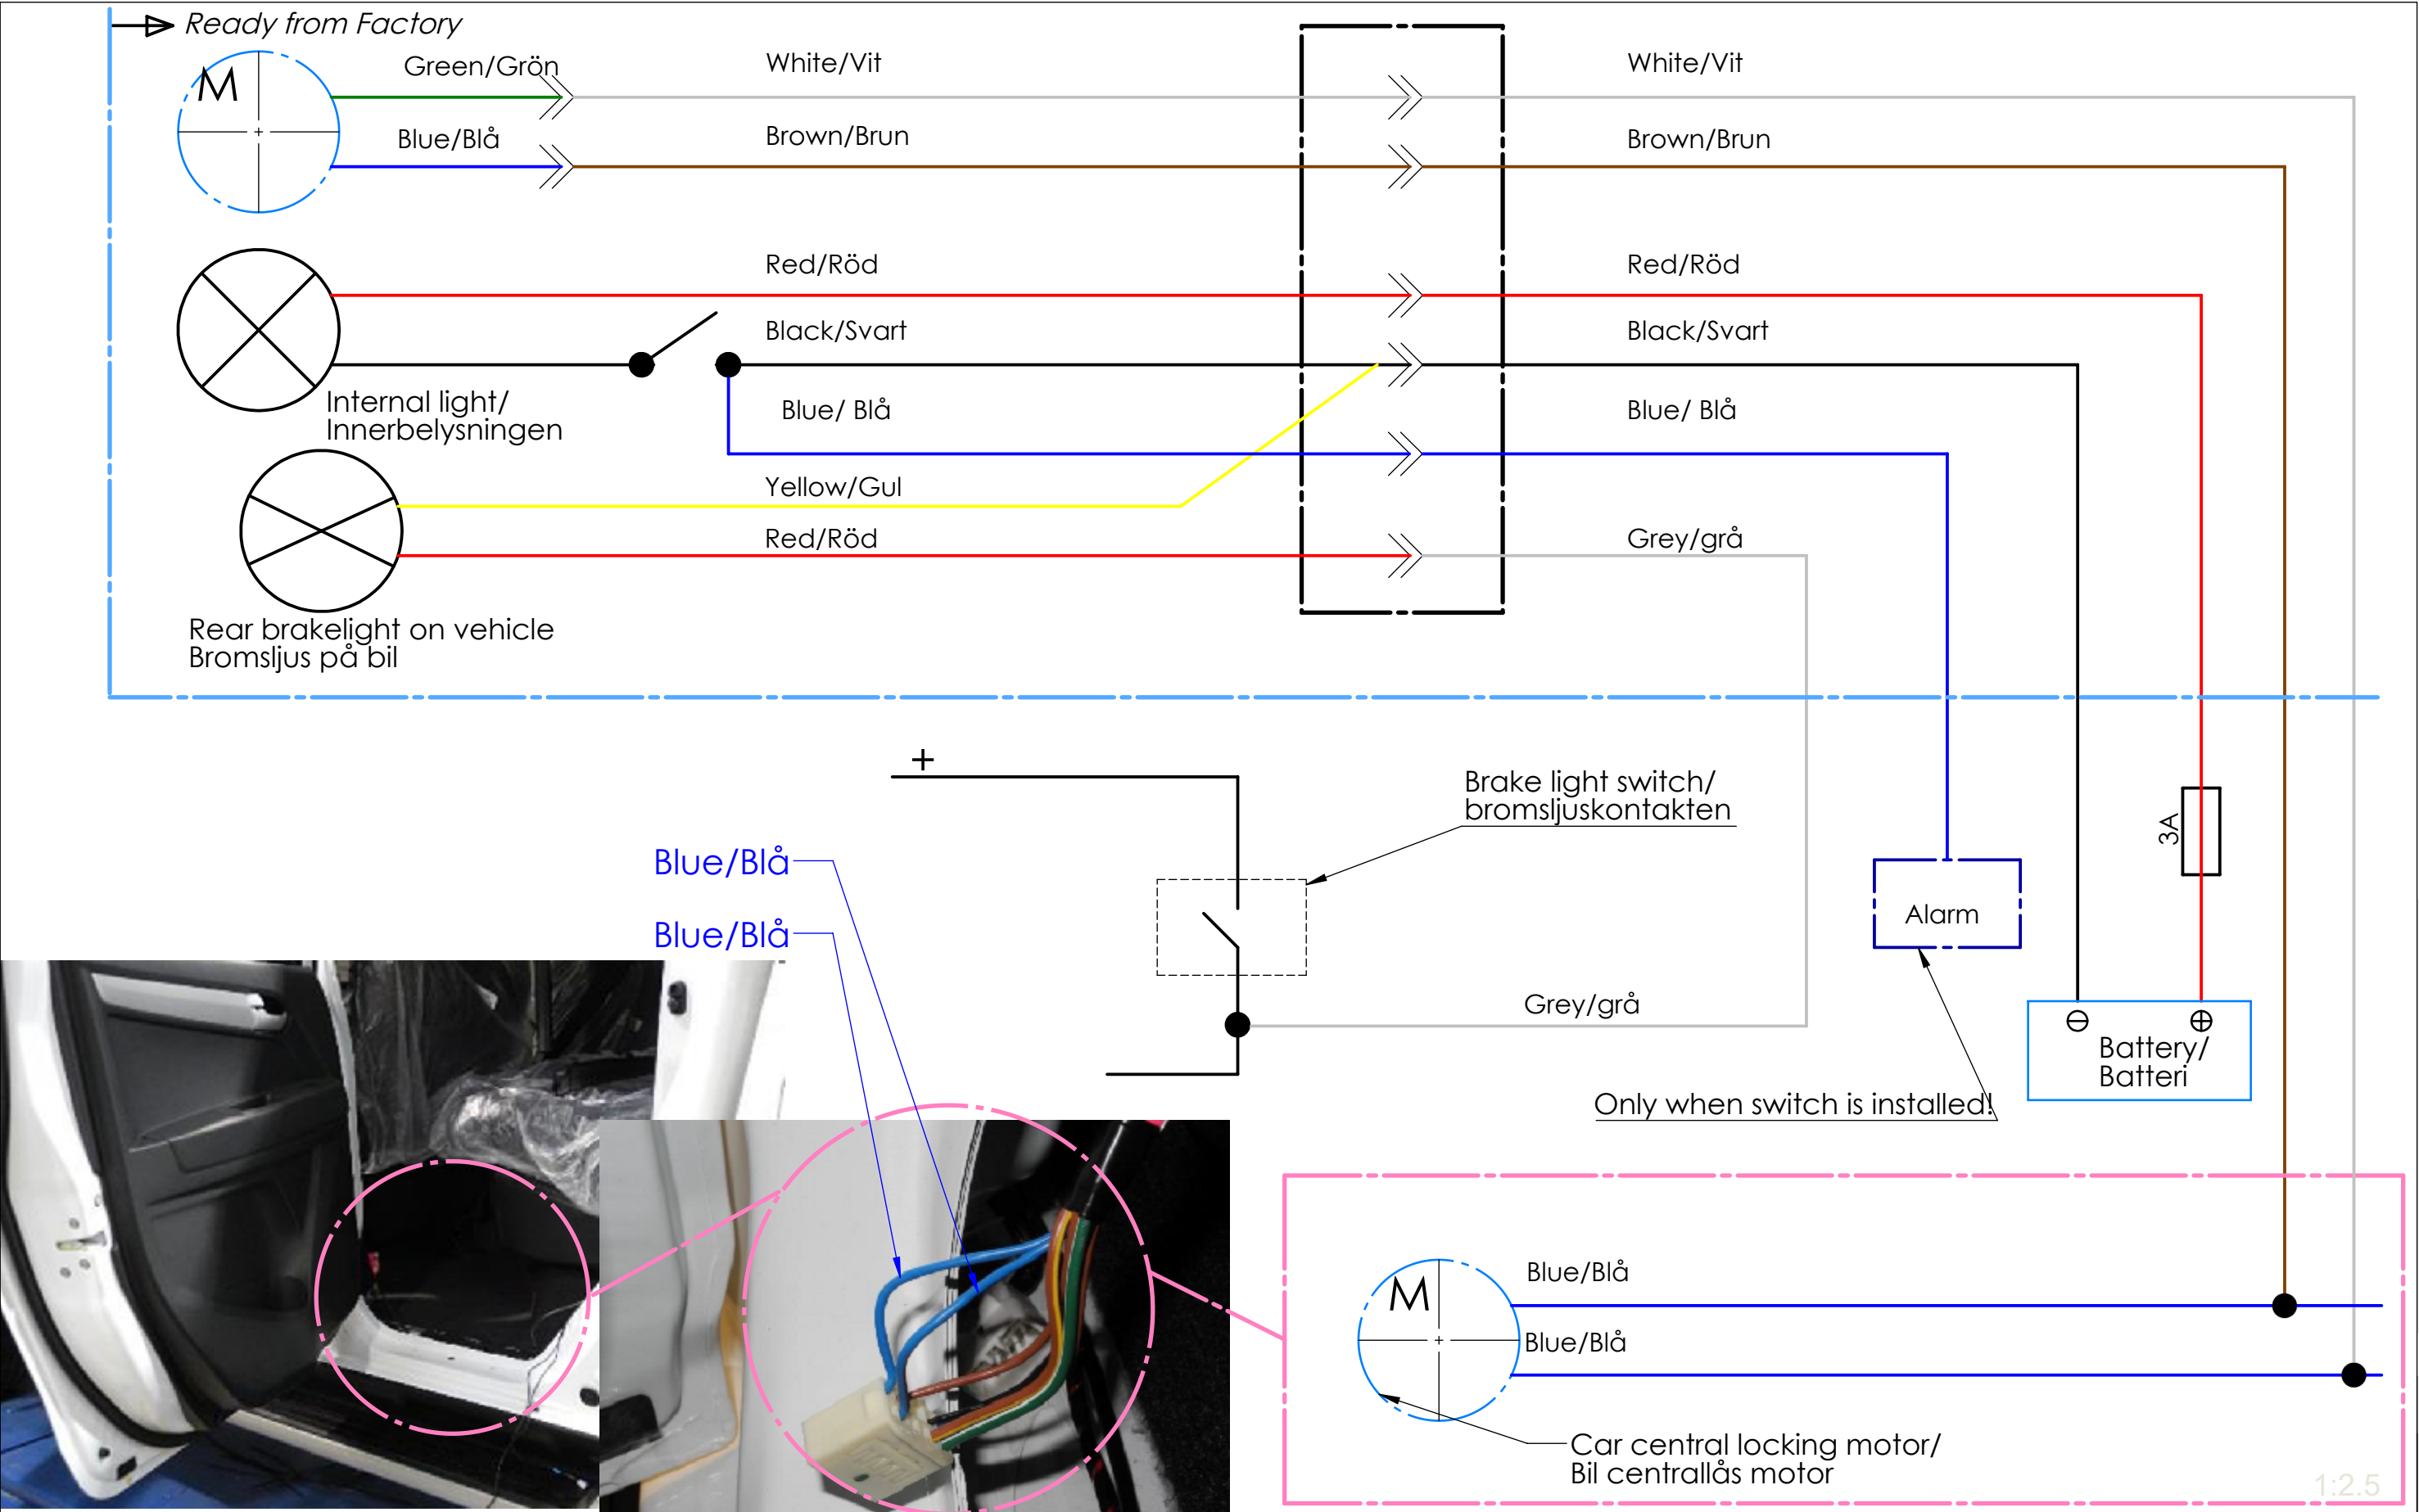 Ready from Factory
M
Green/Grön
White/Vit
White/Vit
Blue/Blå
Brown/Brun
Brown/Brun
Red/Röd
Red/Röd
Black/Svart
Black/Svart
Internal light/
Innerbelysningen
Blue/ Blå
Blue/ Blå
Yellow/Gul
Red/Röd
Grey/grå
Rear brakelight on vehicle
Bromsljus på bil
+
Brake light switch/
bromsljuskontakten
3A
Blue/Blå
Blue/Blå
Alarm
Grey/grå
Battery/
Batteri
Only when switch is installed!
M
Blue/Blå
Blue/Blå
Car central locking motor/
Bil centrallås motor
1:2.5